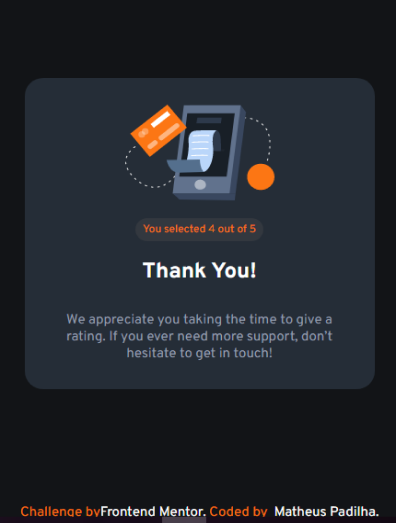 You selected 4 out of 5
Thank You!
We appreciate you taking the time to give a
rating. If you ever need more support, don't
hesitate to get in touch!
Challenge byFrontend Mentor. Coded by Matheus Padilha.